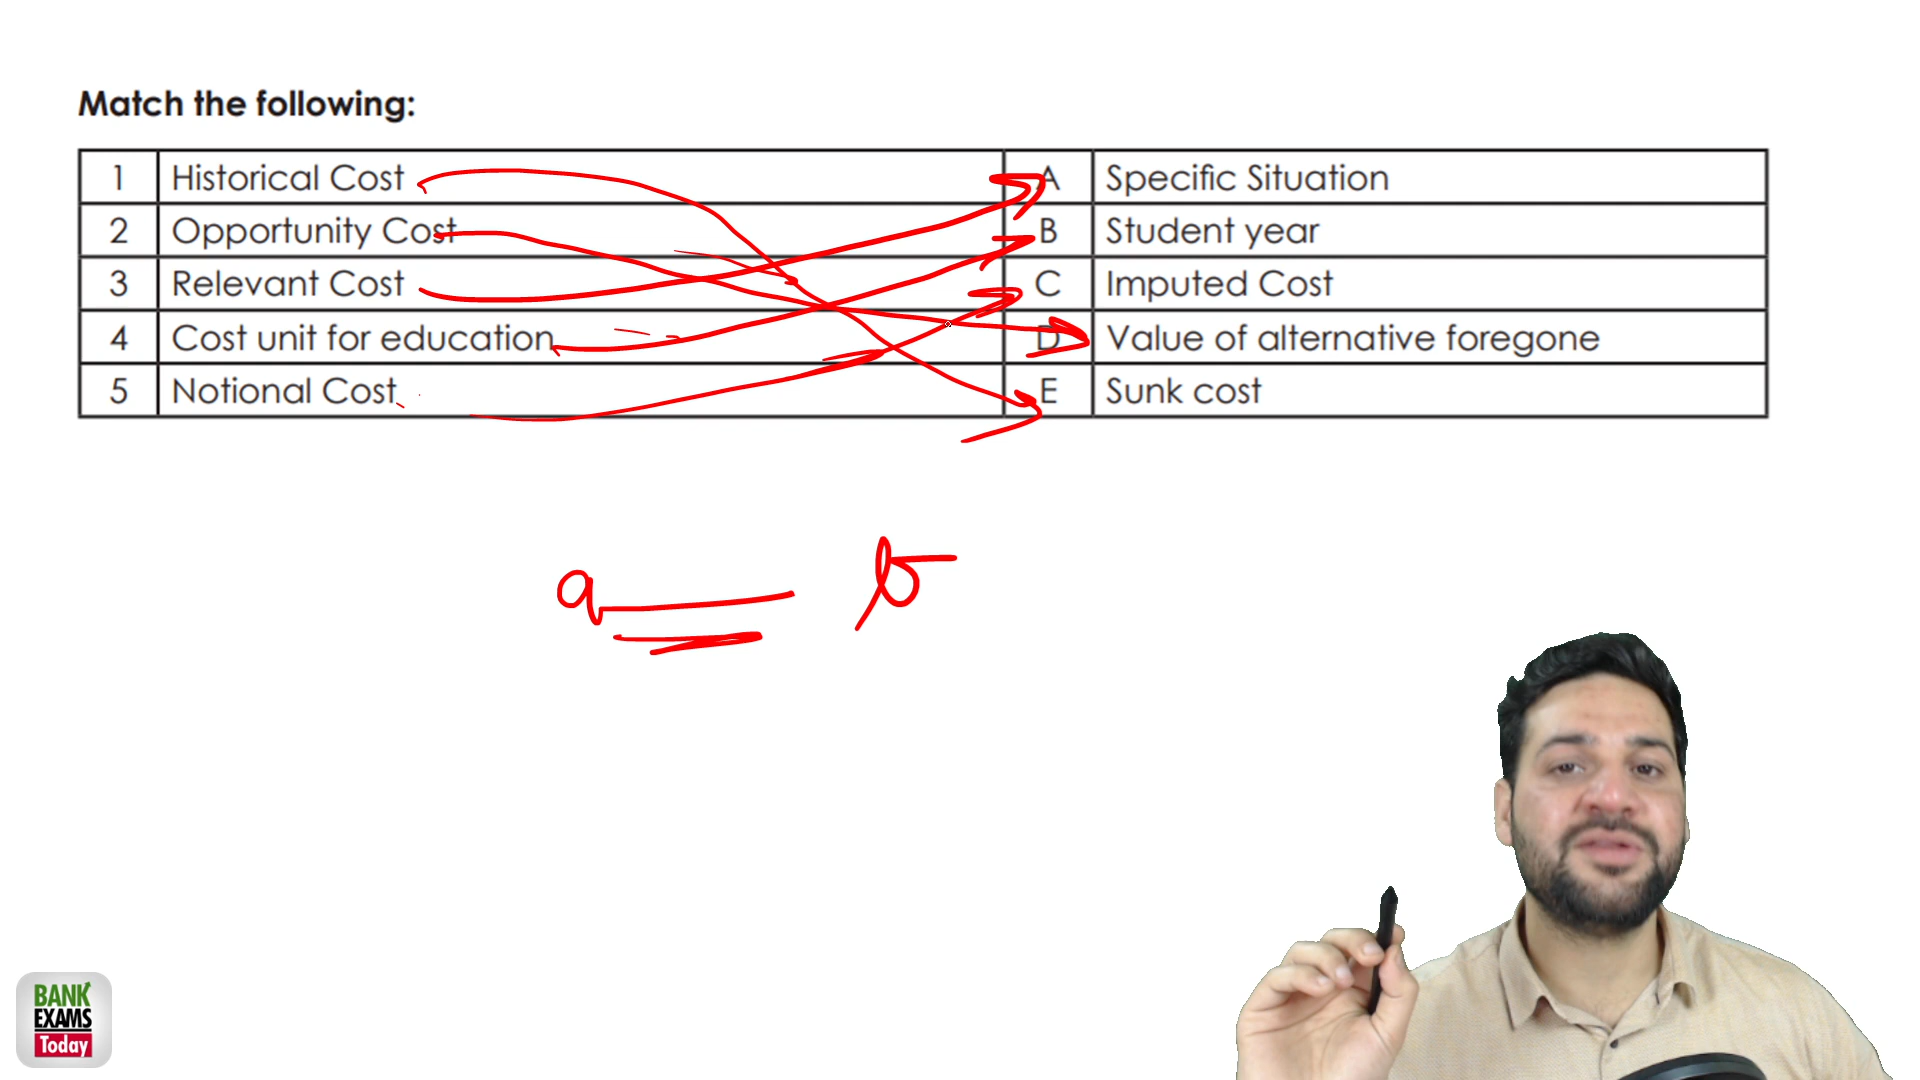 Match the following:
1 Historical Cost A Specific Situation
2 Opportunity Cost B Student year
3 Relevant Cost C Imputed Cost
4 Cost unit for education D Value of alternative foregone
5 Notional Cost E Sunk cost
a b
BANK
EXAMS
Today